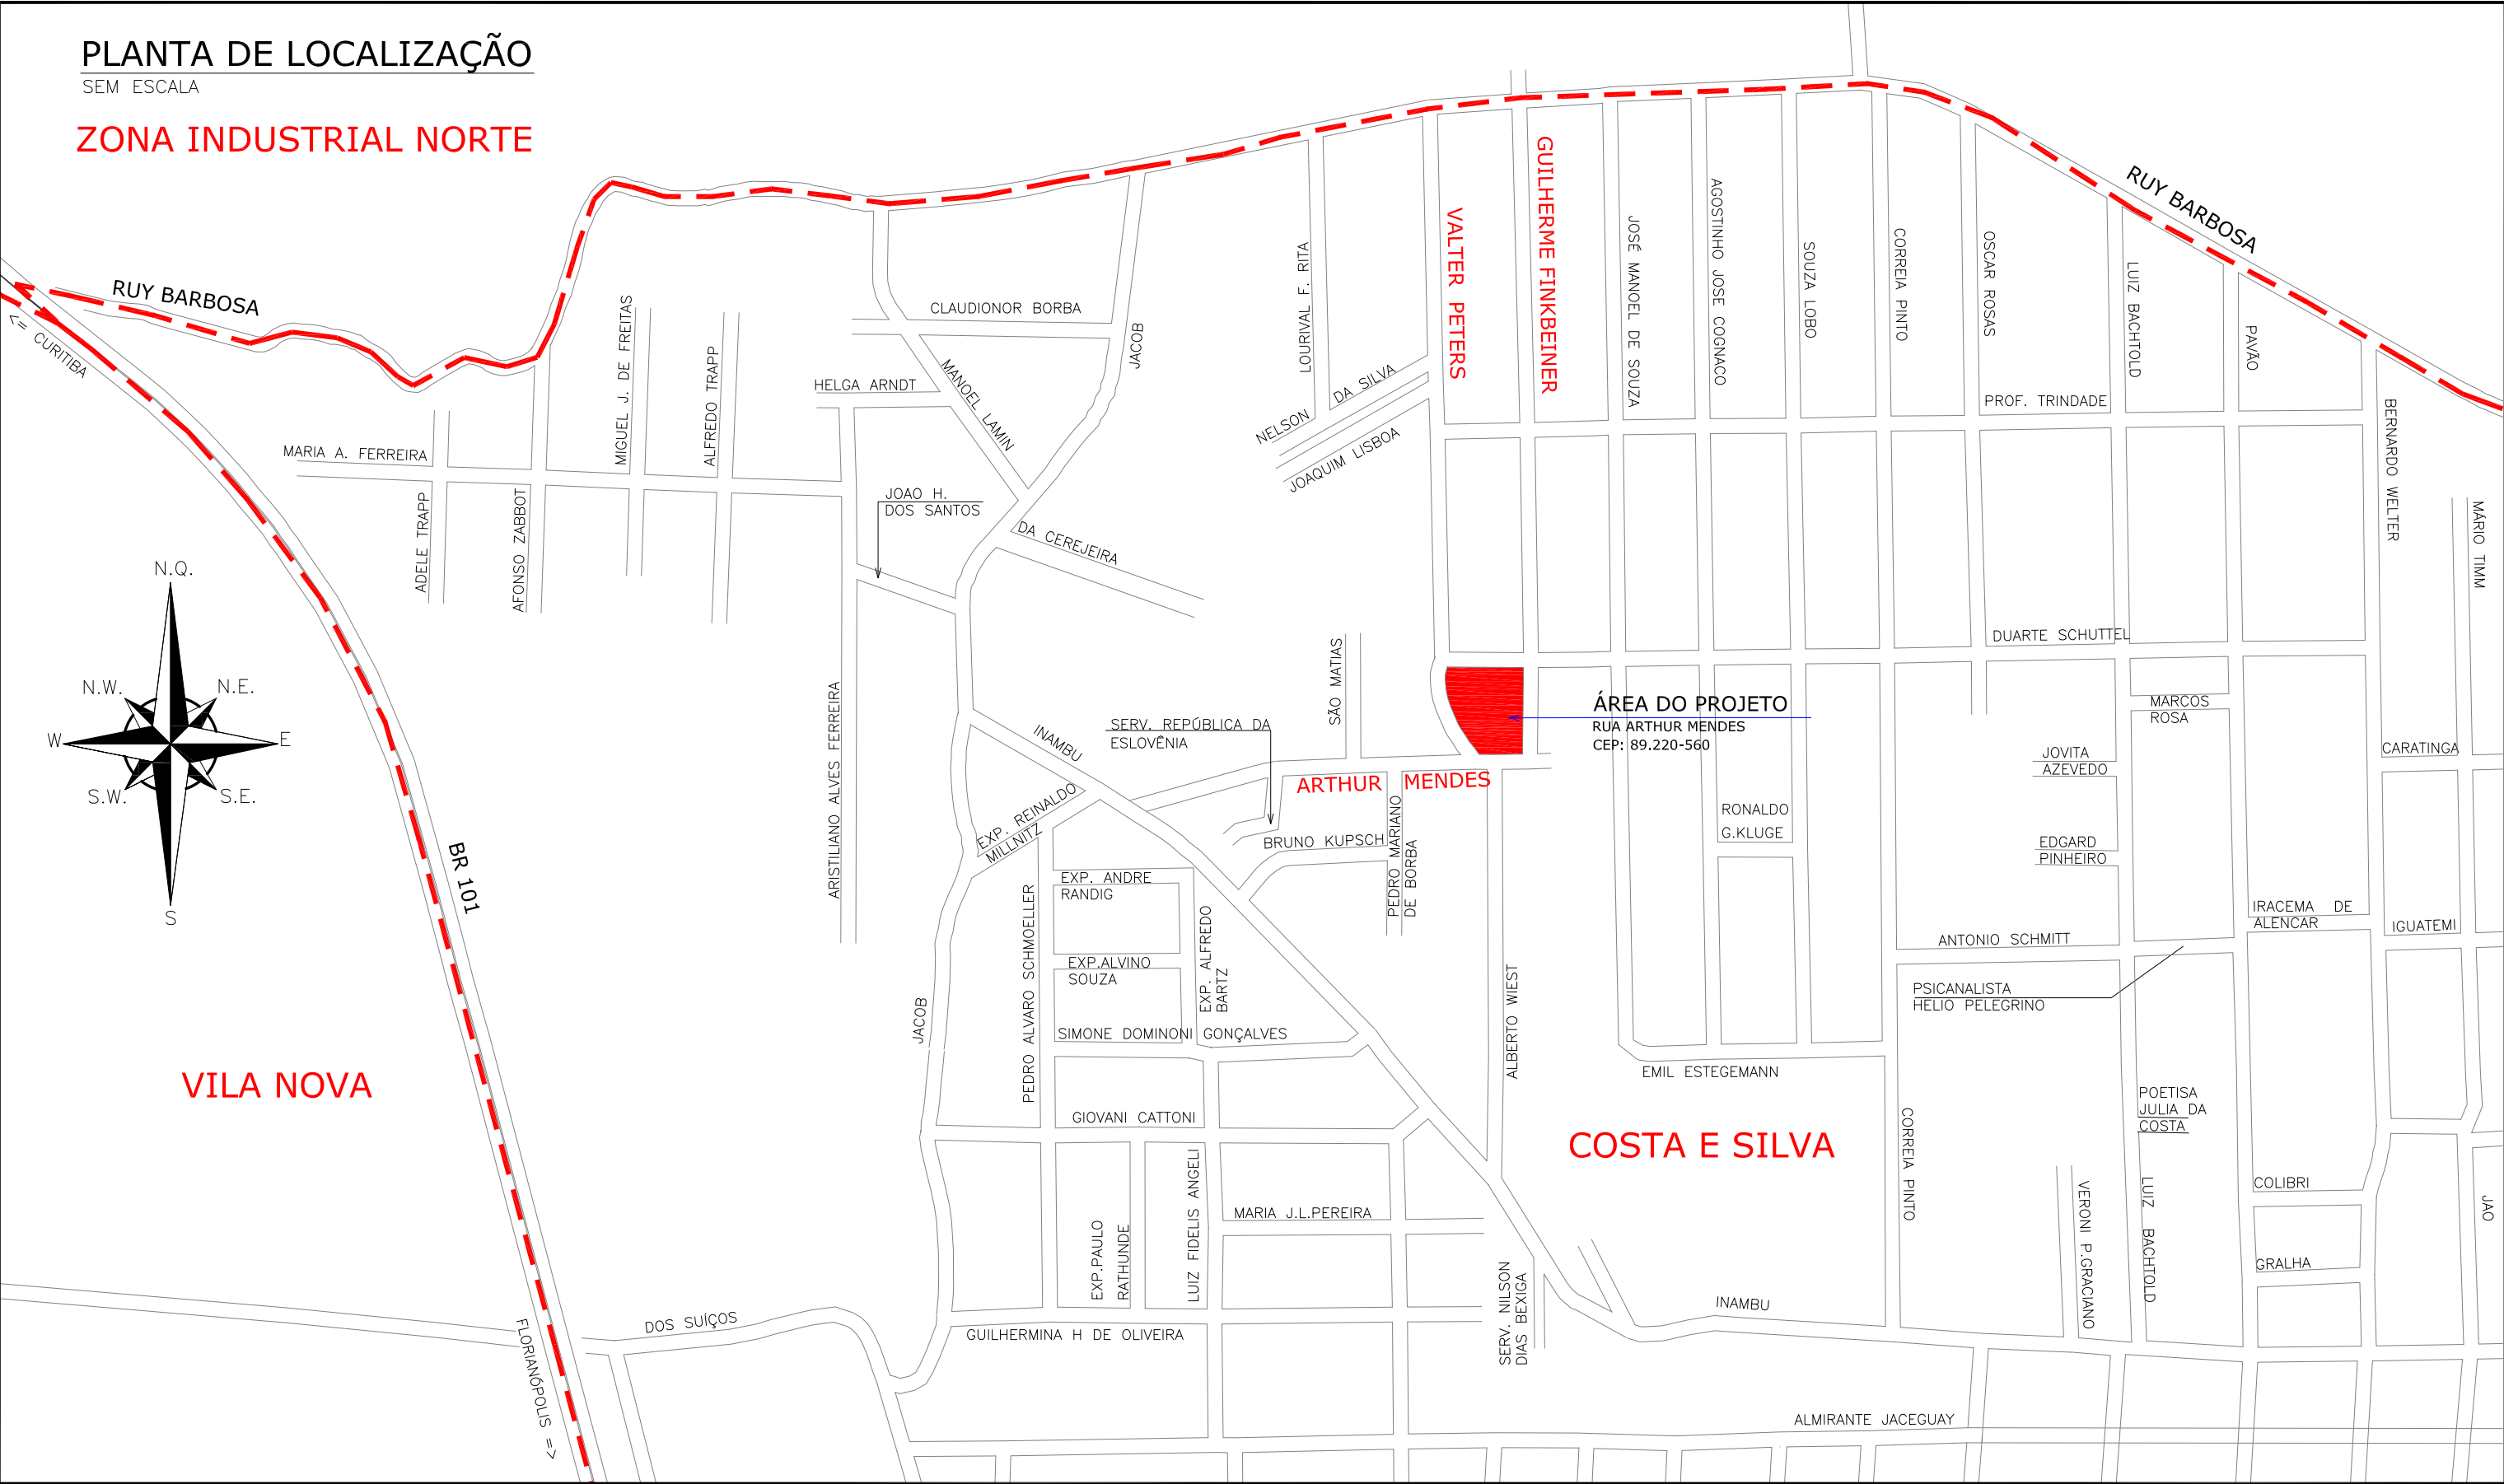 PLANTA DE LOCALIZAÇÃO
SEM ESCALA
ZONA INDUSTRIAL NORTE
RUY BARBOSA
<= CURITIBA
RUY BARBOSA
VALTER PETERS
GUILHERME FINKBEINER
LOURIVAL F. RITA
JOSÉ MANOEL DE SOUZA
AGOSTINHO JOSE COGNACO
SOUZA LOBO
CORREIA PINTO
OSCAR ROSAS
LUIZ BACHTOLD
PAVÃO
BERNARDO WELTER
MÁRIO TIMM
PROF. TRINDADE
CLAUDIONOR BORBA
JACOB
MANOEL LAMIN
HELGA ARNDT
MIGUEL J. DE FREITAS
ALFREDO TRAPP
MARIA A. FERREIRA
ADELE TRAPP
AFONSO ZABBOT
NELSON DA SILVA
JOAQUIM LISBOA
JOAO H.
DOS SANTOS
DA CEREJEIRA
N.Q.
N.W.
N.E.
W
E
S.W.
S.E.
S
BR 101
ARISTILIANO ALVES FERREIRA
SÃO MATIAS
SERV. REPÚBLICA DA
ESLOVÊNIA
INAMBU
ARTHUR MENDES
ÁREA DO PROJETO
RUA ARTHUR MENDES
CEP: 89.220-560
DUARTE SCHUTTEL
MARCOS
ROSA
JOVITA
AZEVEDO
CARATINGA
EXP. REINALDO
MILLNITZ
BRUNO KUPSCH
PEDRO MARIANO
DE BORBA
RONALDO
G.KLUGE
EDGARD
PINHEIRO
EXP. ANDRE
RANDIG
EXP. ALFREDO
BARTZ
EXP.ALVINO
SOUZA
PEDRO ALVARO SCHMOELLER
IRACEMA DE
ALENCAR
IGUATEMI
ANTONIO SCHMITT
PSICANALISTA
HELIO PELEGRINO
JACOB
SIMONE DOMINONI GONÇALVES
ALBERTO WIEST
EMIL ESTEGEMANN
VILA NOVA
COSTA E SILVA
GIOVANI CATTONI
CORREIA PINTO
POETISA
JULIA DA
COSTA
EXP.PAULO
RATHUNDE
LUIZ FIDELIS ANGELI
MARIA J.L.PEREIRA
VERONI P.GRACIANO
LUIZ BACHTOLD
COLIBRI
GRALHA
JAO
SERV. NILSON
DIAS BEXIGA
INAMBU
DOS SUÍÇOS
GUILHERMINA H DE OLIVEIRA
FLORIANÓPOLIS =>
ALMIRANTE JACEGUAY